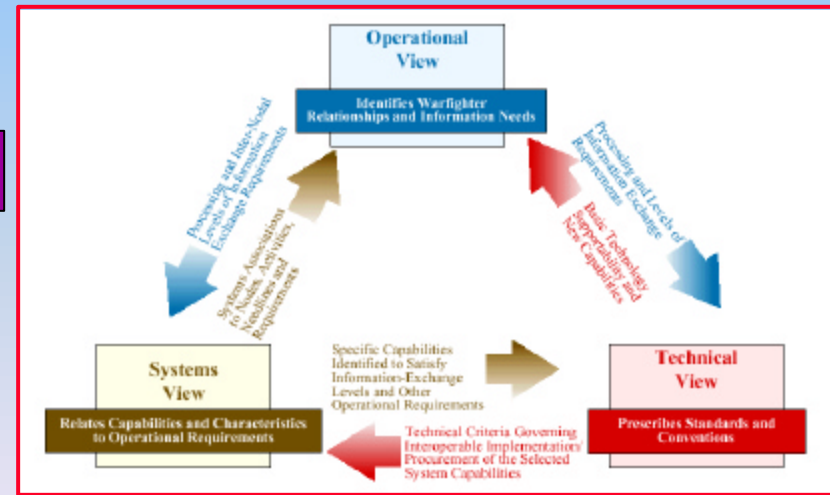 Operational
View
Identifies Warfighter
Relationships and Information Needs
Processing and Inter-Nodal
Levels of Information
Exchange Requirements
Systems Associations
to Nodes, Activities,
Needlines and
Requirements
Processing and Levels of
Information Exchange
Requirements
Basic Technology
Supportability and
New Capabilities
Systems
View
Relates Capabilities and Characteristics
to Operational Requirements
Specific Capabilities
Identified to Satisfy
Information-Exchange
Levels and Other
Operational Requirements
Technical Criteria Governing
Interoperable Implementation/
Procurement of the Selected
System Capabilities
Technical
View
Prescribes Standards and
Conventions